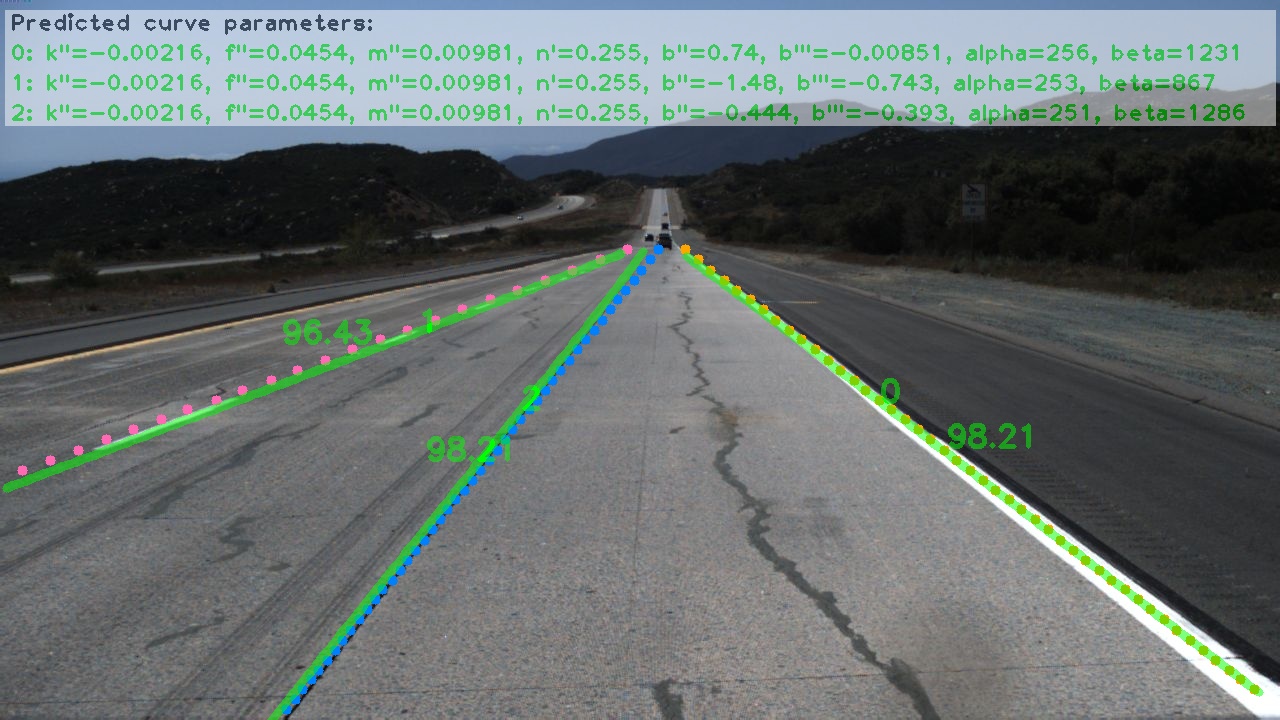 Predicted curve parameters:
0: k''=-0.00216, f''=0.0454, m''=0.00981, n'=0.255, b''=0.74, b'''=-0.00851, alpha=256, beta=1231
1: k''=-0.00216, f''=0.0454, m''=0.00981, n'=0.255, b''=-1.48, b'''=-0.743, alpha=253, beta=867
2: k''=-0.00216, f''=0.0454, m''=0.00981, n'=0.255, b''=-0.444, b'''=-0.393, alpha=251, beta=1286
96.43 1
2 0
98.21 98.21